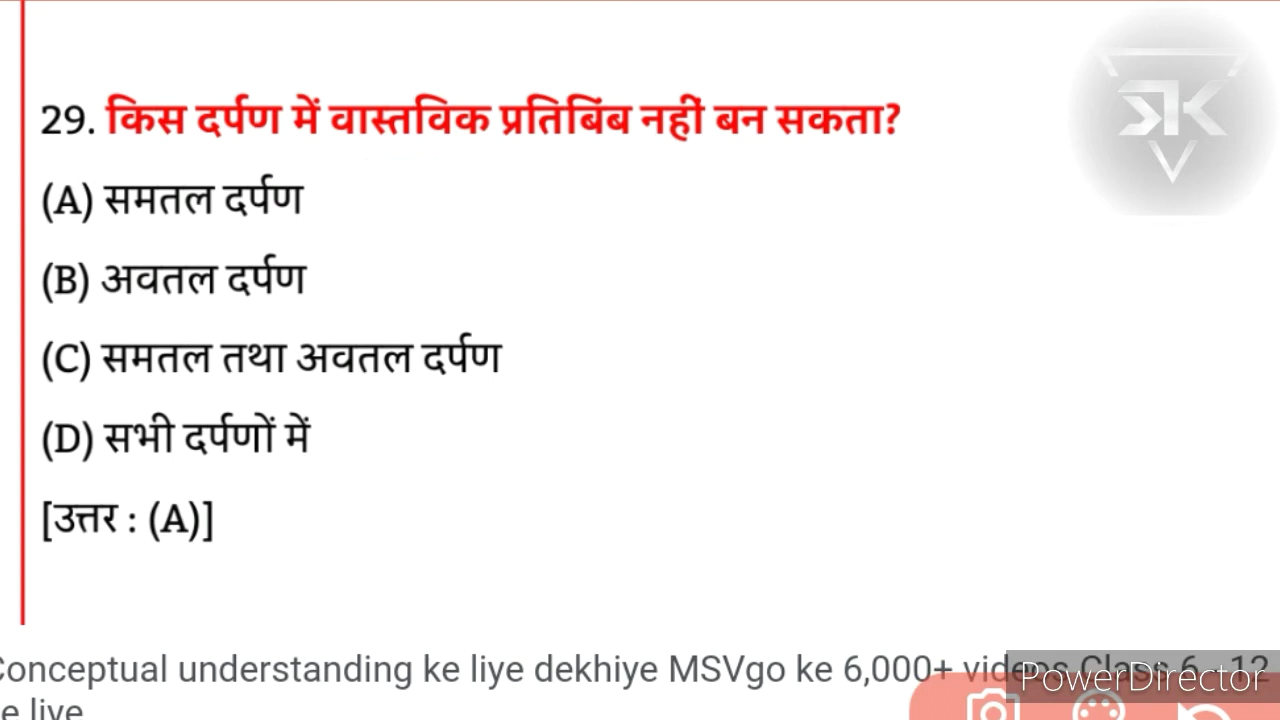 29. किस दर्पण में वास्तविक प्रतिबिंब नहीं बन सकता?
(A) समतल दर्पण
(B) अवतल दर्पण
(C) समतल तथा अवतल दर्पण
(D) सभी दर्पणों में
[उत्तर : (A)]
Conceptual understanding ke liye dekhiye MSVgo ke 6,000+ videos Class 6 - 12
PowerDirector
e live